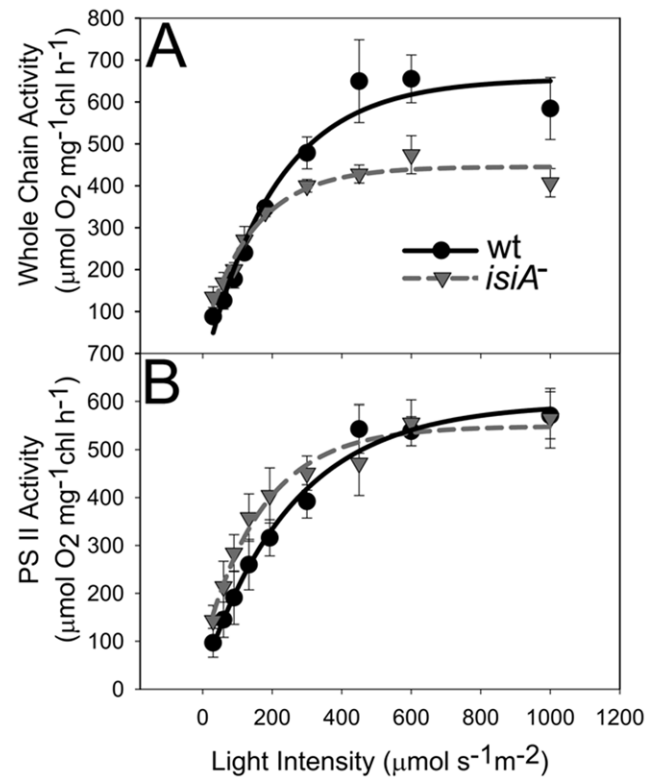 A
Whole Chain Activity
(μmol O2 mg-1chl h-1)
800
700
600
500
400
300
200
100
wt
isiA-
B
PS II Activity
(μmol O2 mg-1chl h-1)
700
600
500
400
300
200
100
0
0 200 400 600 800 1000 1200
Light Intensity (μmol s-1m-2)